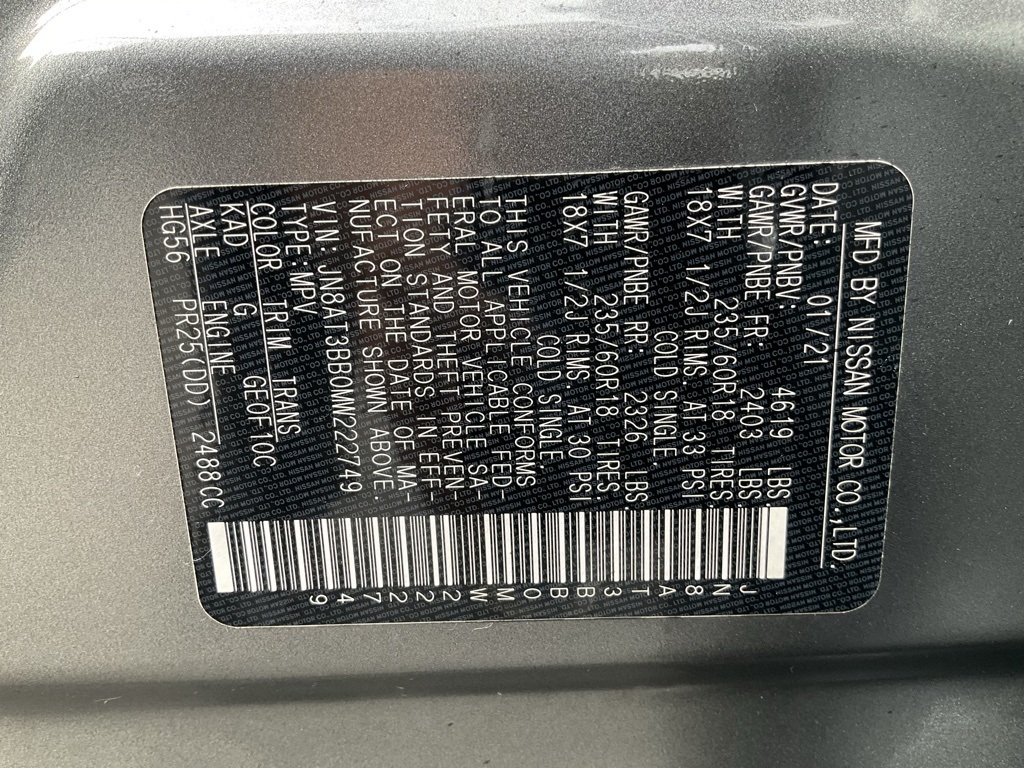 MFD BY NISSAN MOTOR CO.,LTD.
DATE: 01/21
GVWR/PNBV: 4619 LBS.
GAWR/PNBE FR: 2403 LBS.
WITH 235/60R18 TIRES,
18X7 1/2J RIMS. AT 33 PSI
COLD SINGLE.
GAWR/PNBE RR: 2326 LBS.
WITH 235/60R18 TIRES,
18X7 1/2J RIMS. AT 30 PSI
COLD SINGLE.
THIS VEHICLE CONFORMS
TO ALL APPLICABLE FED-
ERAL MOTOR VEHICLE SA-
FETY AND THEFT PREVEN-
TION STANDARDS IN EFF-
ECT ON THE DATE OF MA-
NUFACTURE SHOWN ABOVE.
VIN: JN8AT3BB0MW222749
TYPE:MPV
COLOR TRIM TRANS
KAD G GE0F10C
AXLE ENGINE
HG56 PR25(DD) 2488CC
JN8AT3BB0MW222749